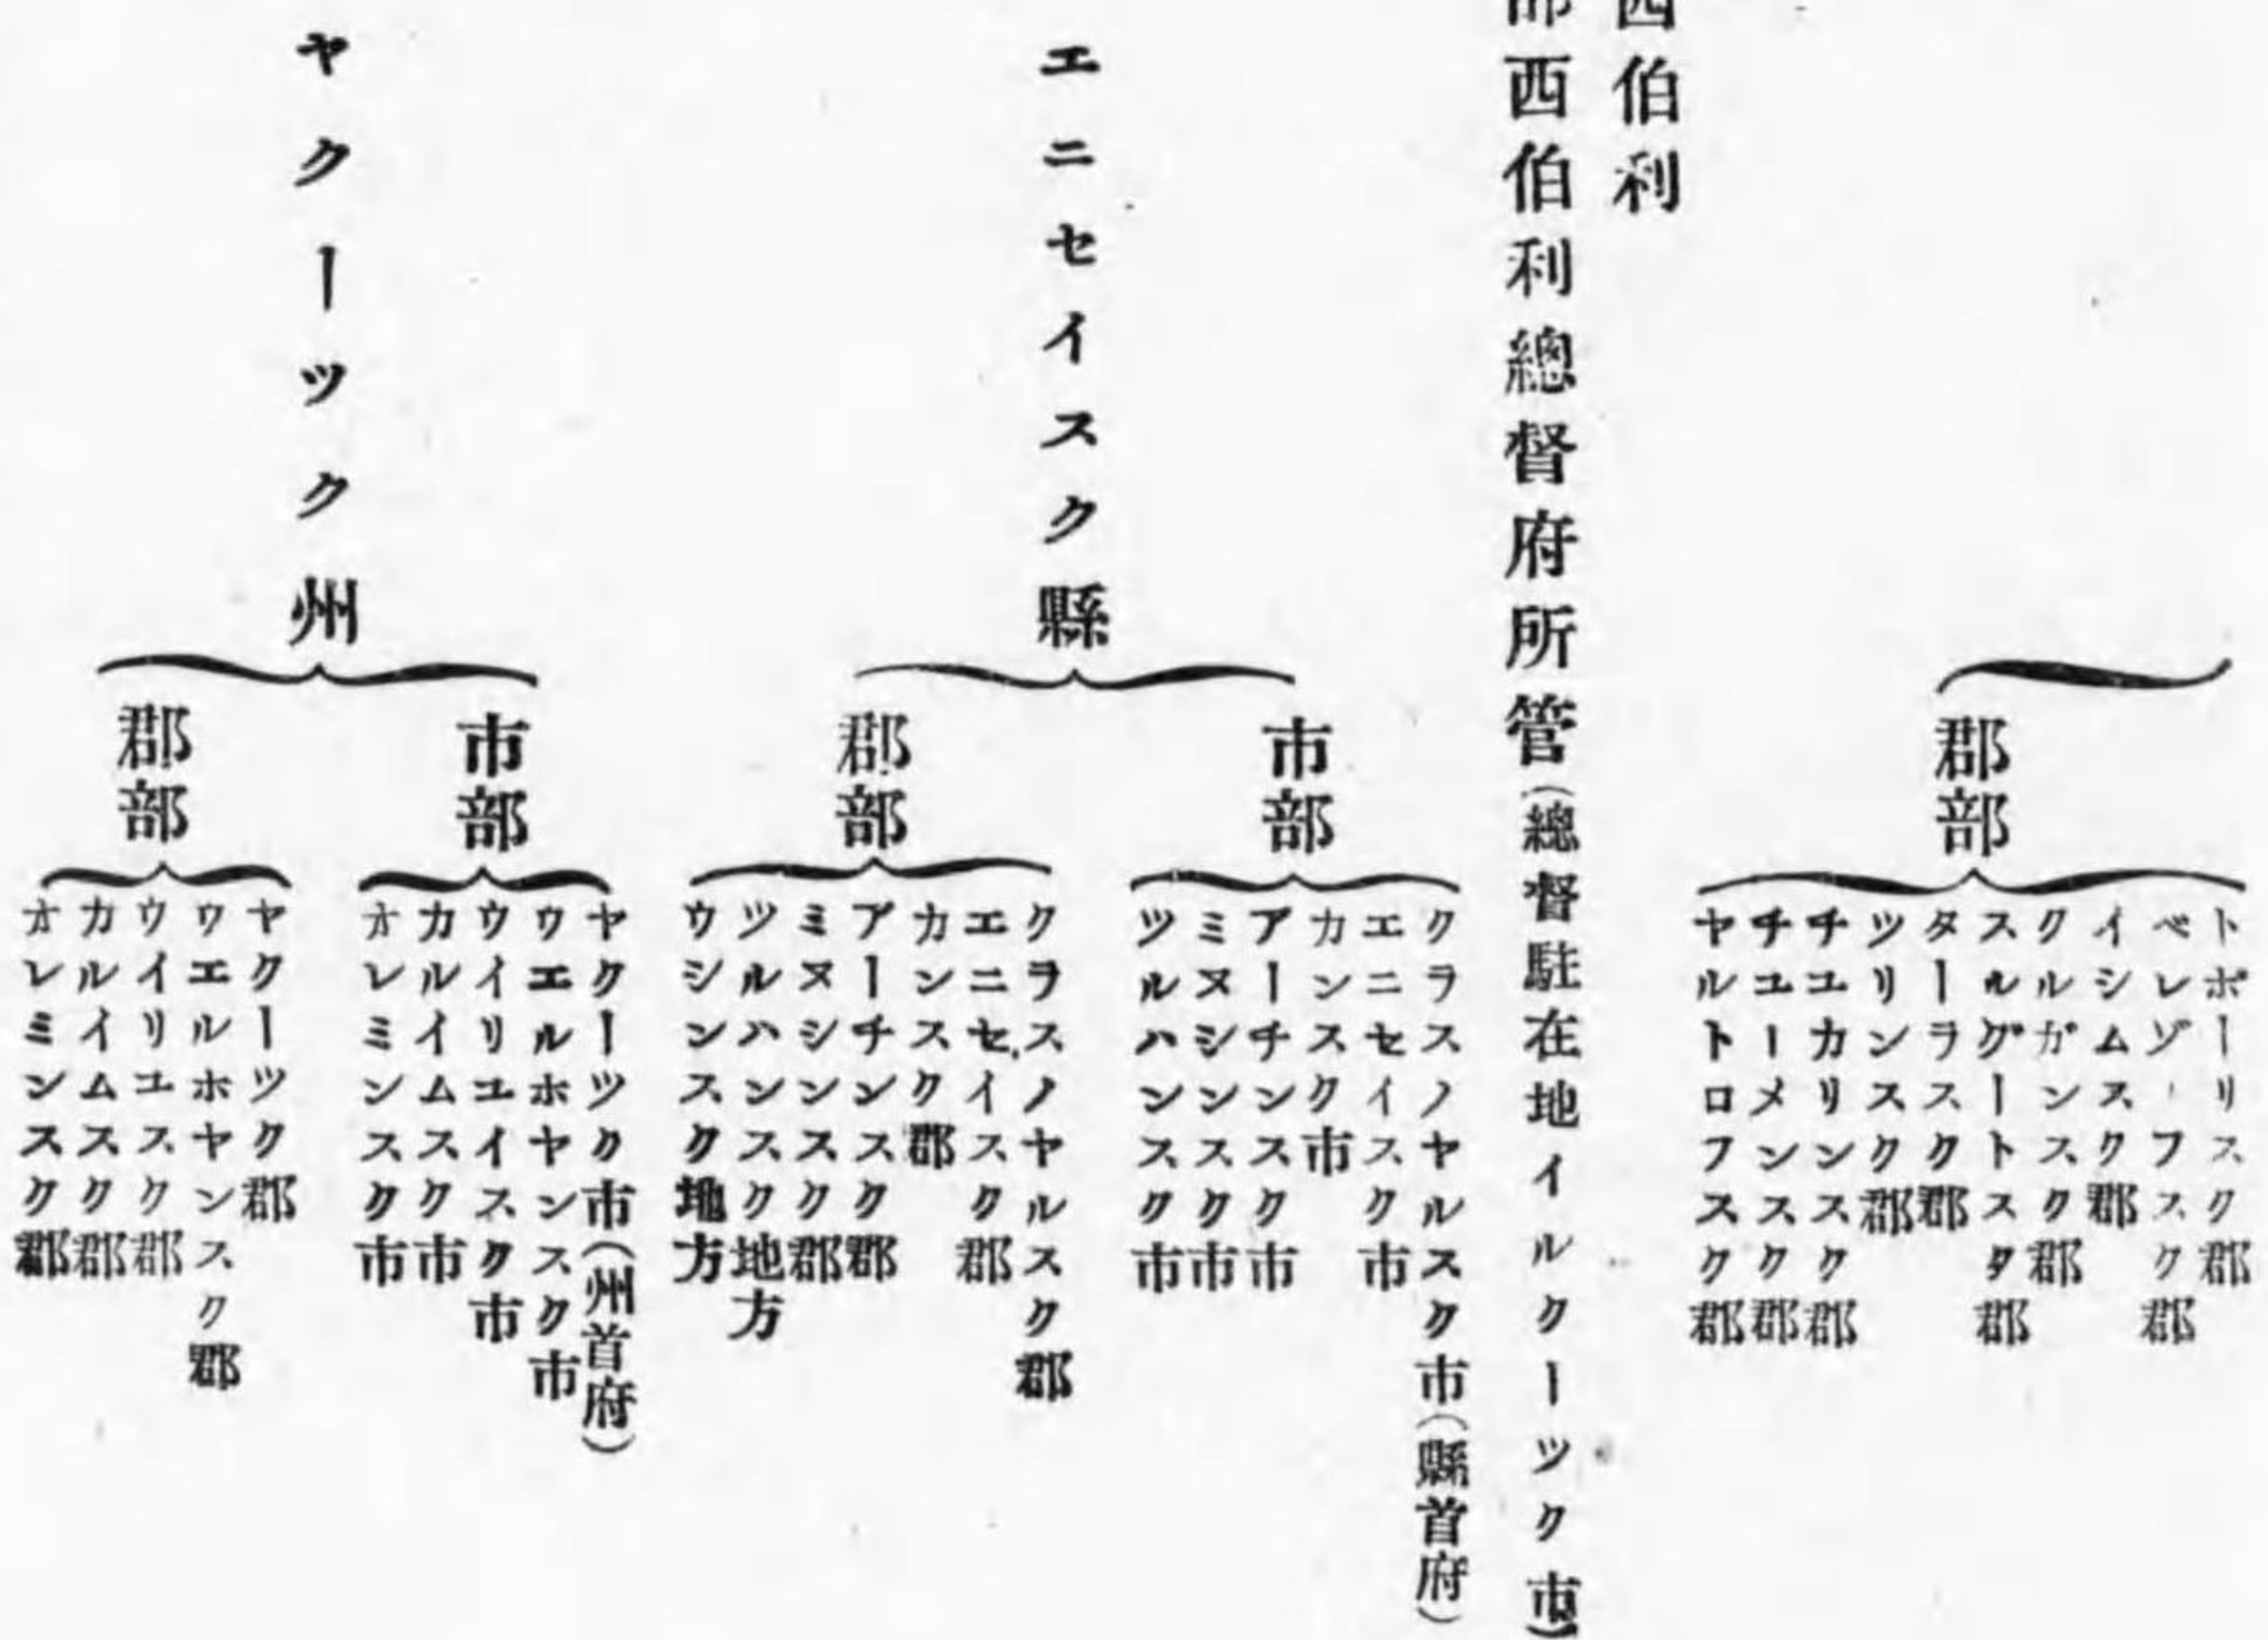 郡部
トポーリスク郡
ベレゾーフスク郡
イシムスク郡
クルガンスク郡
スルグートスタ郡
ターラスク郡
ツリンスク郡
チユカリンスク郡
チユーメンスク郡
ヤルトロフスク郡
西伯利
部西伯利總督府所管(總督駐在地イルクーツク市)
エニセイスク縣
市部
クラスノヤルスク市(縣首府)
エニセイスク市
カンスク市
アーチンスク市
ミヌシンスク市
ツルハンスク市
郡部
クラスノヤルスク郡
エニセイスク郡
カンスク郡
アーチンスク郡
ミヌシンスク郡
ツルハンスク地方
ウシンスク地方
ヤクーツク州
市部
ヤクーツク市(州首府)
ウエルホヤンスク市
ウイリユイスク市
カルイムスク市
オレミンスク市
郡部
ヤクーツク郡
ウエルホヤンスク郡
ウイリユスク郡
カルイムスク郡
オレミンスク郡